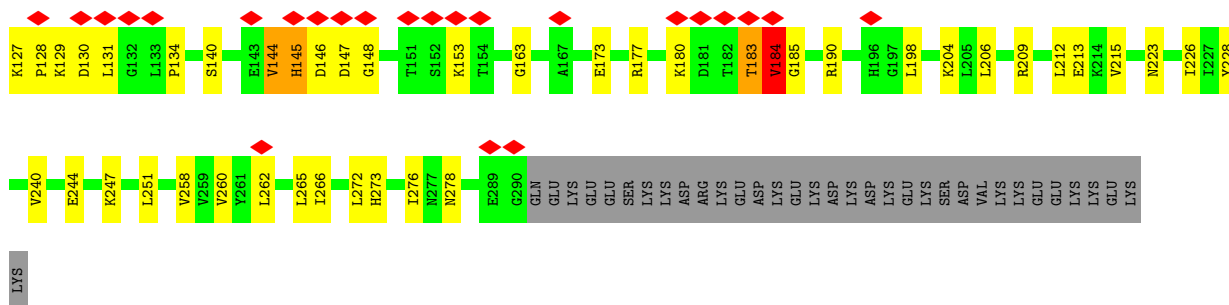 K127 P128 K129 D130 L131 G132 L133 P134 S140 E143 V144 H145 D146 D147 G148 T151 S152 K153 T154 G163 A167 E173 R177 K180 D181 T182 T183 V184 G185 R190 H196 G197 L198 K204 L205 L206 R209 L212 E213 K214 V215 N223 I226 I227 Y228
V240 E244 K247 L251 V258 V259 V260 Y261 L262 L265 I266 L272 H273 I276 N277 N278 E289 G290 GLN GLU LYS GLU GLU SER LYS LYS ASP ARG LYS GLU ASP LYS GLU LYS ASP LYS ASP LYS GLU LYS SER ASP VAL LYS LYS GLU GLU LYS LYS GLU LYS
LYS